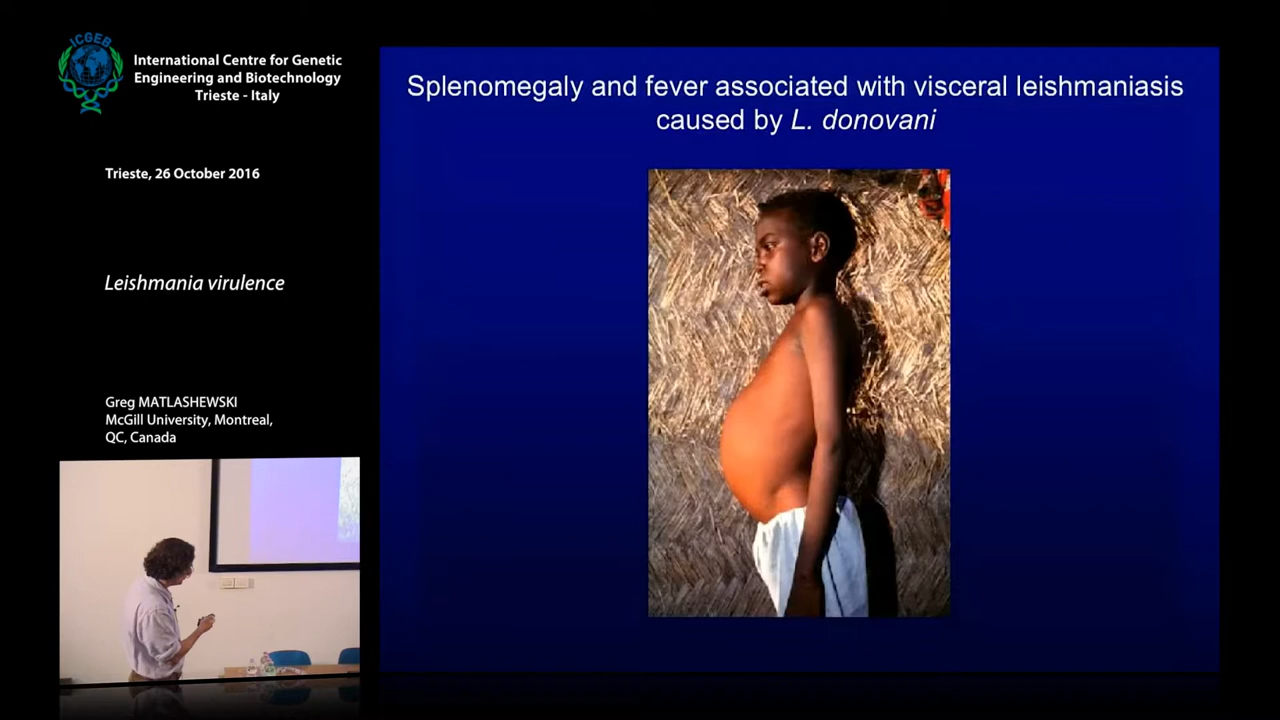 ICGEB
International Centre for Genetic
Engineering and Biotechnology
Trieste - Italy
Trieste, 26 October 2016
Leishmania virulence
Greg MATLASHEWSKI
McGill University, Montreal,
QC, Canada
Splenomegaly and fever associated with visceral leishmaniasis
caused by L. donovani